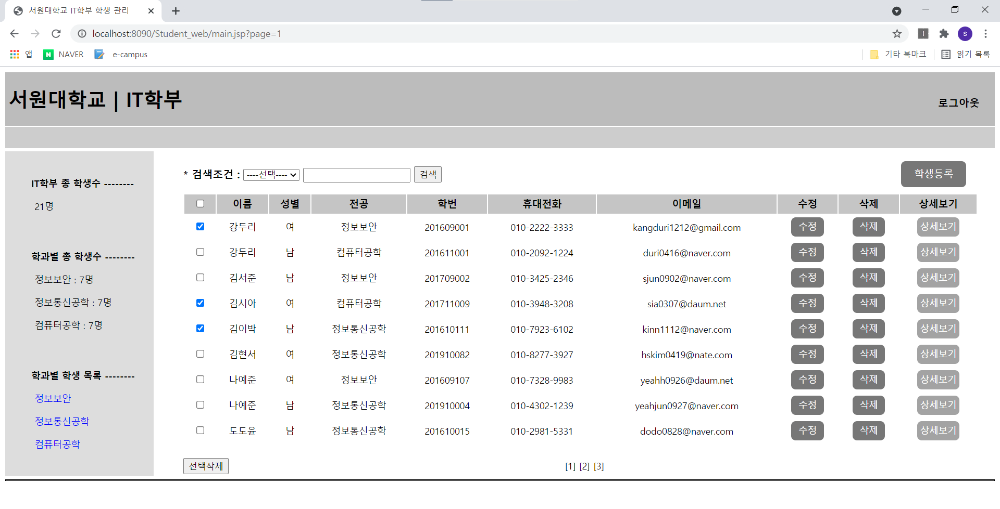 서원대학교 IT학부 학생 관리
localhost:8090/Student_web/main.jsp?page=1
S
앱 NAVER e-campus 기타 북마크 읽기 목록
서원대학교 | IT학부
로그아웃
IT학부 총 학생수 --------
21명
학과별 총 학생수 --------
정보보안 : 7명
정보통신공학 : 7명
컴퓨터공학 : 7명
학과별 학생 목록 --------
정보보안
정보통신공학
컴퓨터공학
* 검색조건 : ----선택---- 검색 학생등록
이름 성별 전공 학번 휴대전화 이메일 수정 삭제 상세보기
강두리 여 정보보안 201609001 010-2222-3333 kangduri1212@gmail.com 수정 삭제 상세보기
강두리 남 컴퓨터공학 201611001 010-2092-1224 duri0416@naver.com 수정 삭제 상세보기
김서준 남 정보보안 201709002 010-3425-2346 sjun0902@naver.com 수정 삭제 상세보기
김시아 여 컴퓨터공학 201711009 010-3948-3208 sia0307@daum.net 수정 삭제 상세보기
김이박 남 정보통신공학 201610111 010-7923-6102 kinn1112@naver.com 수정 삭제 상세보기
김현서 여 정보통신공학 201910082 010-8277-3927 hskim0419@nate.com 수정 삭제 상세보기
나예준 여 정보보안 201609107 010-7328-9983 yeahh0926@daum.net 수정 삭제 상세보기
나예준 남 정보통신공학 201910004 010-4302-1239 yeahjun0927@naver.com 수정 삭제 상세보기
도도윤 남 정보통신공학 201610015 010-2981-5331 dodo0828@naver.com 수정 삭제 상세보기
선택삭제 [1] [2] [3]